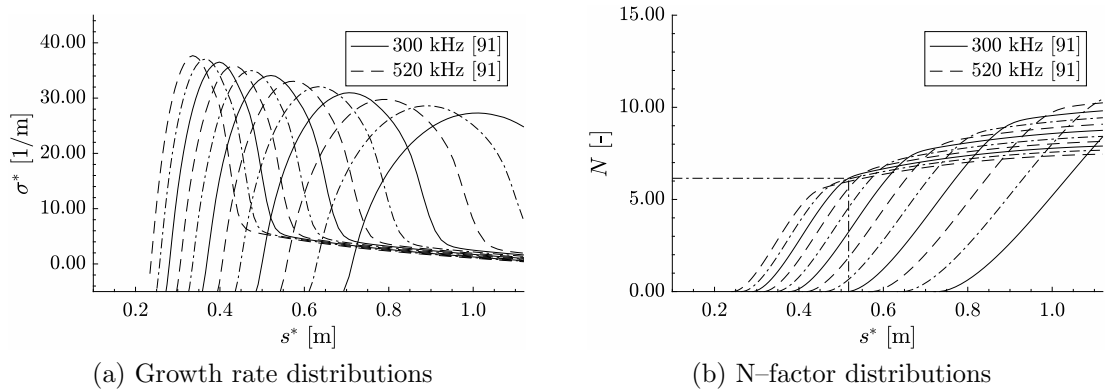 40.00
30.00
20.00
10.00
0.00
σ* [1/m]
300 kHz [91]
520 kHz [91]
0.2 0.4 0.6 0.8 1.0
s* [m]
(a) Growth rate distributions
15.00
10.00
5.00
0.00
N [-]
300 kHz [91]
520 kHz [91]
0.2 0.4 0.6 0.8 1.0
s* [m]
(b) N–factor distributions